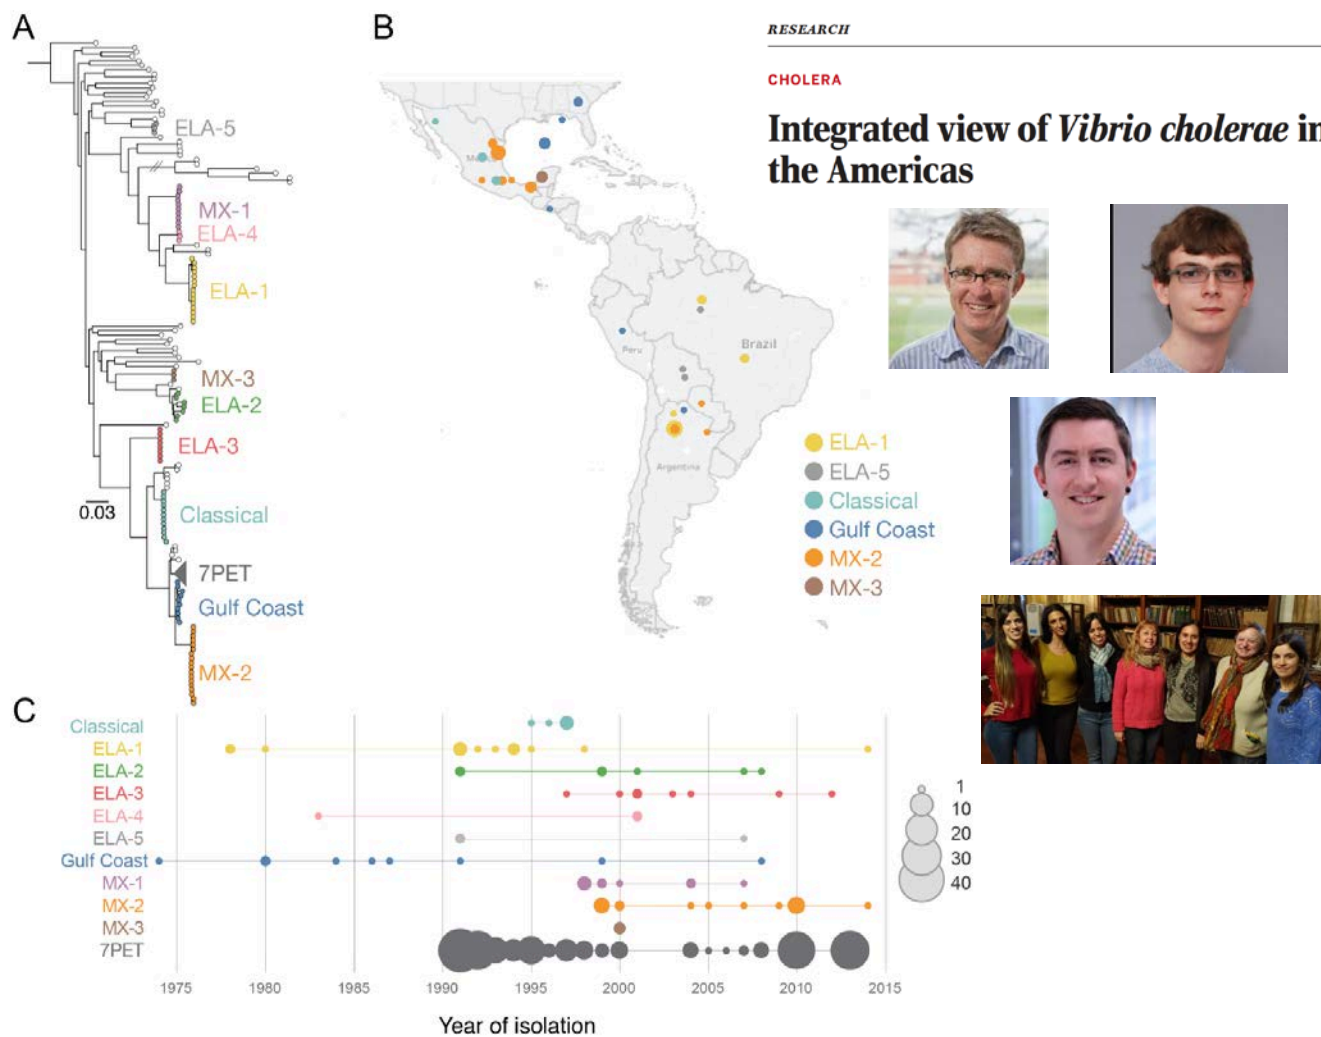 A
ELA-5
MX-1
ELA-4
ELA-1
MX-3
ELA-2
ELA-3
0.03
Classical
7PET
Gulf Coast
MX-2
B
Brazil
Peru
Argentina
ELA-1
ELA-5
Classical
Gulf Coast
MX-2
MX-3
RESEARCH
CHOLERA
Integrated view of Vibrio cholerae in
the Americas
C
Classical
ELA-1
ELA-2
ELA-3
ELA-4
ELA-5
Gulf Coast
MX-1
MX-2
MX-3
7PET
1975 1980 1985 1990 1995 2000 2005 2010 2015
Year of isolation
1
10
20
30
40